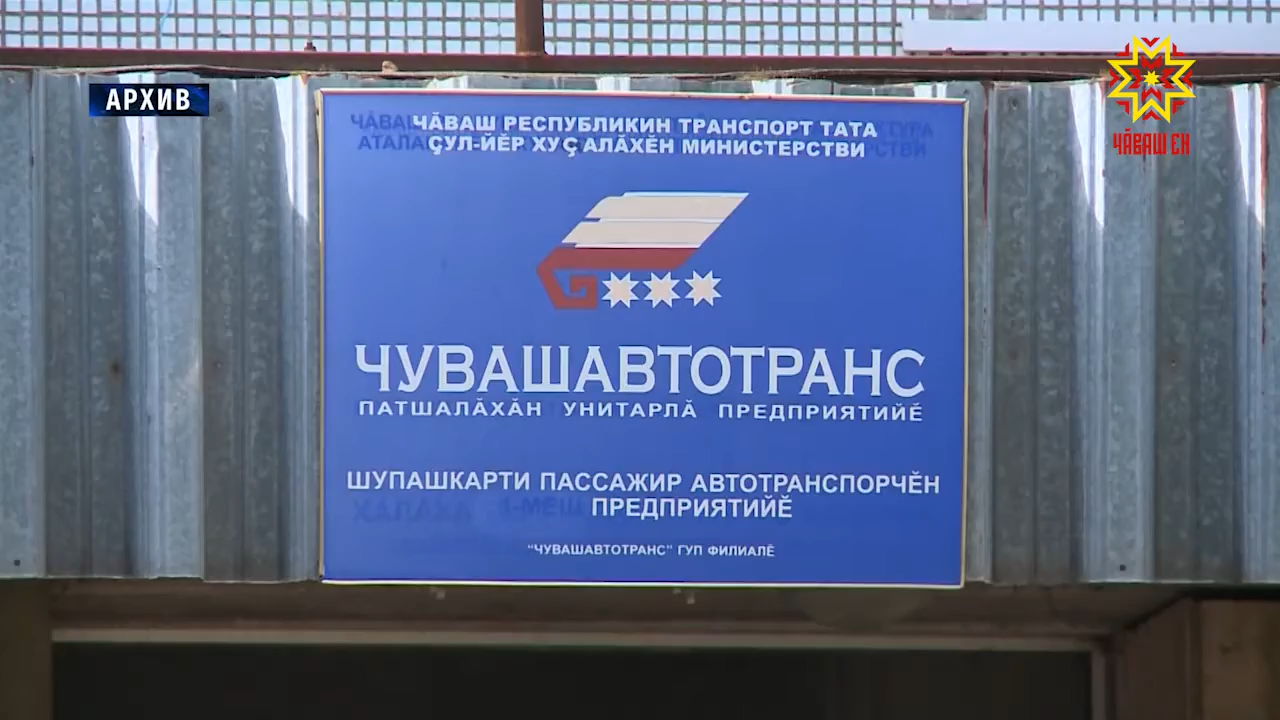 АРХИВ
ЧӐВАШ ЕН
ЧӐВАШ РЕСПУБЛИКИН ТРАНСПОРТ ТАТА
ҪУЛ-ЙӖР ХУҪАЛӐХӖН МИНИСТЕРСТВИ
ЧУВАШАВТОТРАНС
ПАТШАЛӐХӐН УНИТАРЛӐ ПРЕДПРИЯТИЙӖ
ШУПАШКАРТИ ПАССАЖИР АВТОТРАНСПОРЧӖН
ПРЕДПРИЯТИЙӖ
"ЧУВАШАВТОТРАНС" ГУП ФИЛИАЛӖ